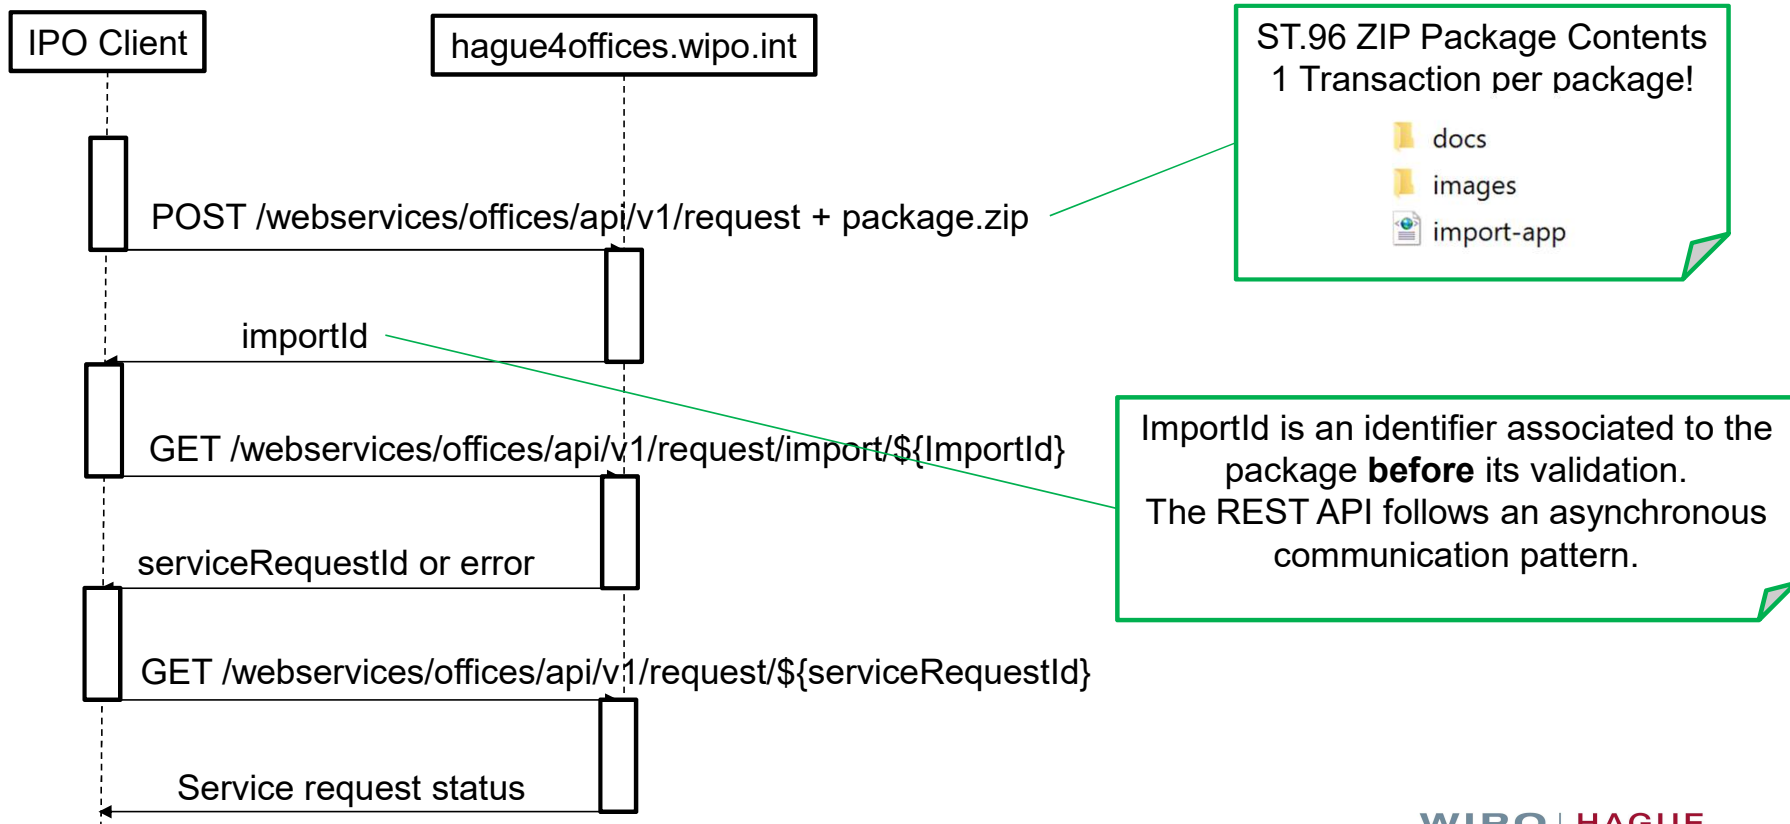 IPO Client
hague4offices.wipo.int
ST.96 ZIP Package Contents
1 Transaction per package!
docs
images
import-app
POST /webservices/offices/api/v1/request + package.zip
importId
GET /webservices/offices/api/v1/request/import/${ImportId}
ImportId is an identifier associated to the
package before its validation.
The REST API follows an asynchronous
communication pattern.
serviceRequestId or error
GET /webservices/offices/api/v1/request/${serviceRequestId}
Service request status
WIPO | HAGUE